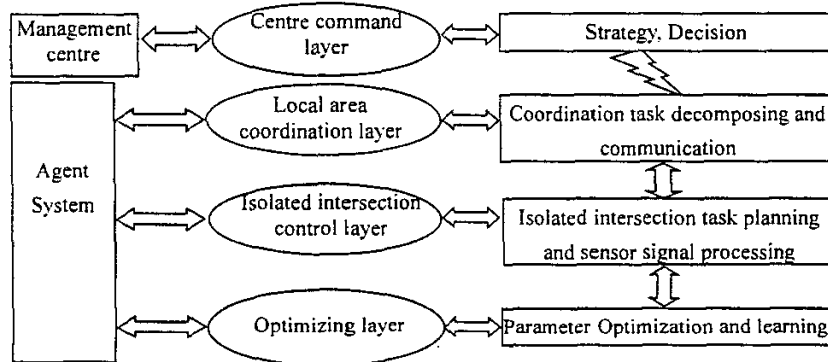 Management
centre
Centre command
layer
Strategy, Decision
Agent
System
Local area
coordination layer
Coordination task decomposing and
communication
Isolated intersection
control layer
Isolated intersection task planning
and sensor signal processing
Optimizing layer
Parameter Optimization and learning